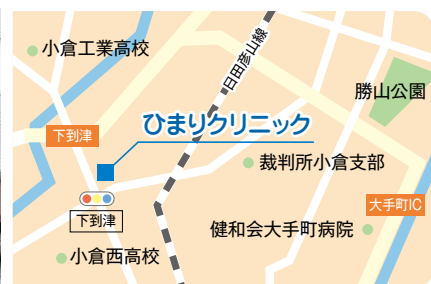 小倉工業高校
日田彦山線
勝山公園
下到津
ひまりクリニック
裁判所小倉支部
大手町IC
下到津
健和会大手町病院
小倉西高校